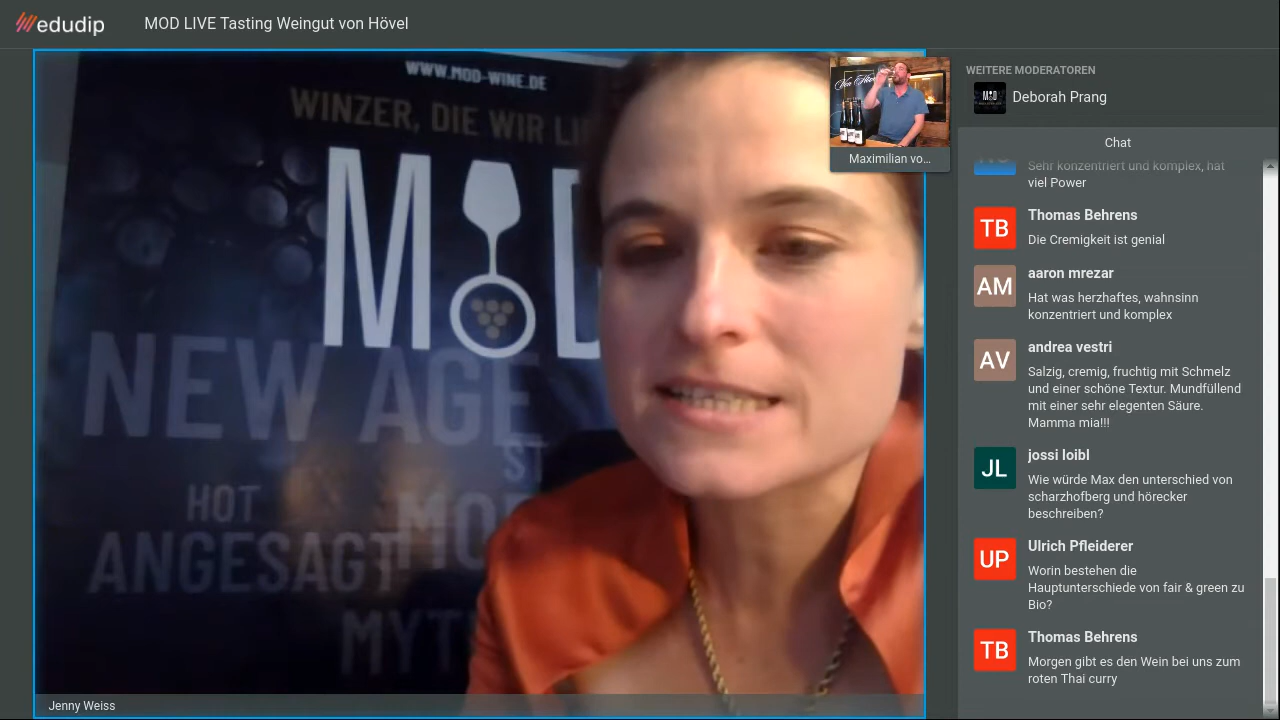 edudip
MOD LIVE Tasting Weingut von Hövel
WWW.MOD-WINE.DE
WINZER, DIE WIR LI
MOD
NEW AGE
ST
HOT
MOD
ANGESAGT
MYT
Jenny Weiss
Maximilian vo...
WEITERE MODERATOREN
MOD
Deborah Prang
Chat
Sehr konzentriert und komplex, hat
viel Power
TB
Thomas Behrens
Die Cremigkeit ist genial
AM
aaron mrezar
Hat was herzhaftes, wahnsinn
konzentriert und komplex
AV
andrea vestri
Salzig, cremig, fruchtig mit Schmelz
und einer schöne Textur. Mundfüllend
mit einer sehr elegenten Säure.
Mamma mia!!!
JL
jossi loibl
Wie würde Max den unterschied von
scharzhofberg und hörecker
beschreiben?
UP
Ulrich Pfleiderer
Worin bestehen die
Hauptunterschiede von fair & green zu
Bio?
TB
Thomas Behrens
Morgen gibt es den Wein bei uns zum
roten Thai curry